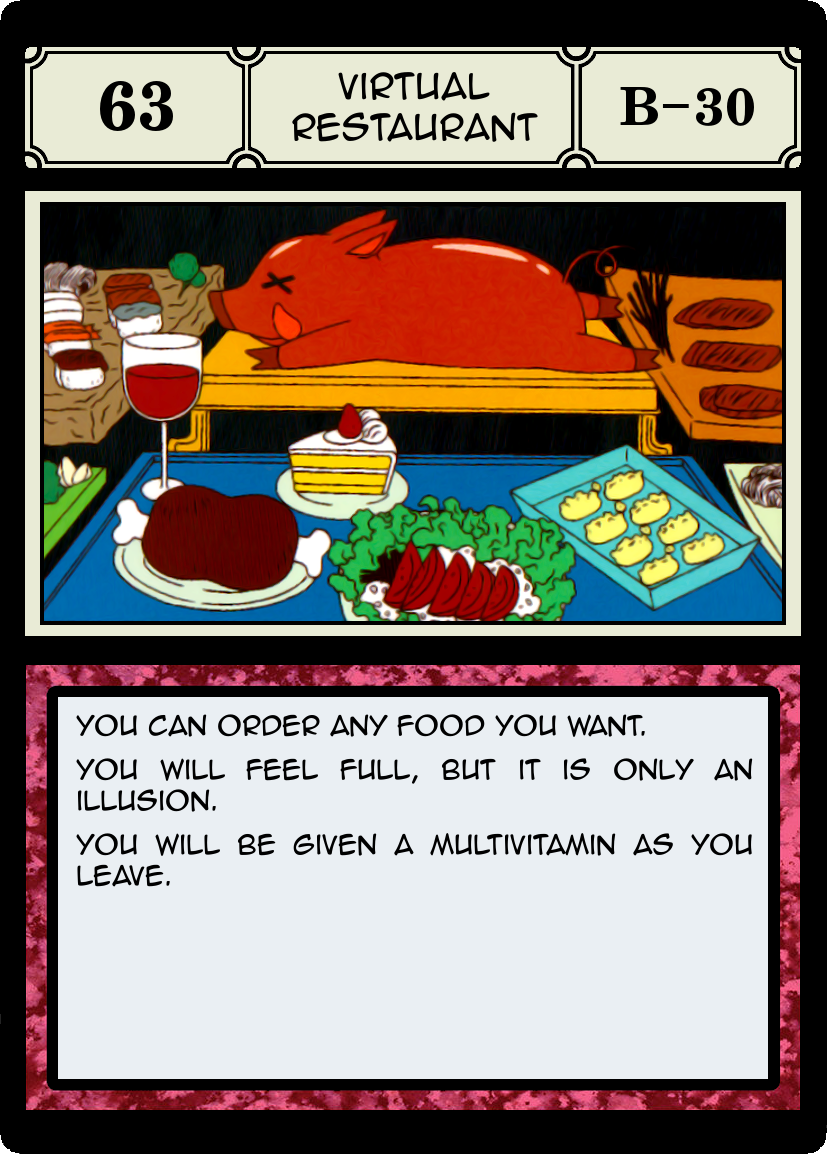 63
VIRTUAL
RESTAURANT
B-30
YOU CAN ORDER ANY FOOD YOU WANT.
YOU WILL FEEL FULL, BUT IT IS ONLY AN
ILLUSION.
YOU WILL BE GIVEN A MULTIVITAMIN AS YOU
LEAVE.